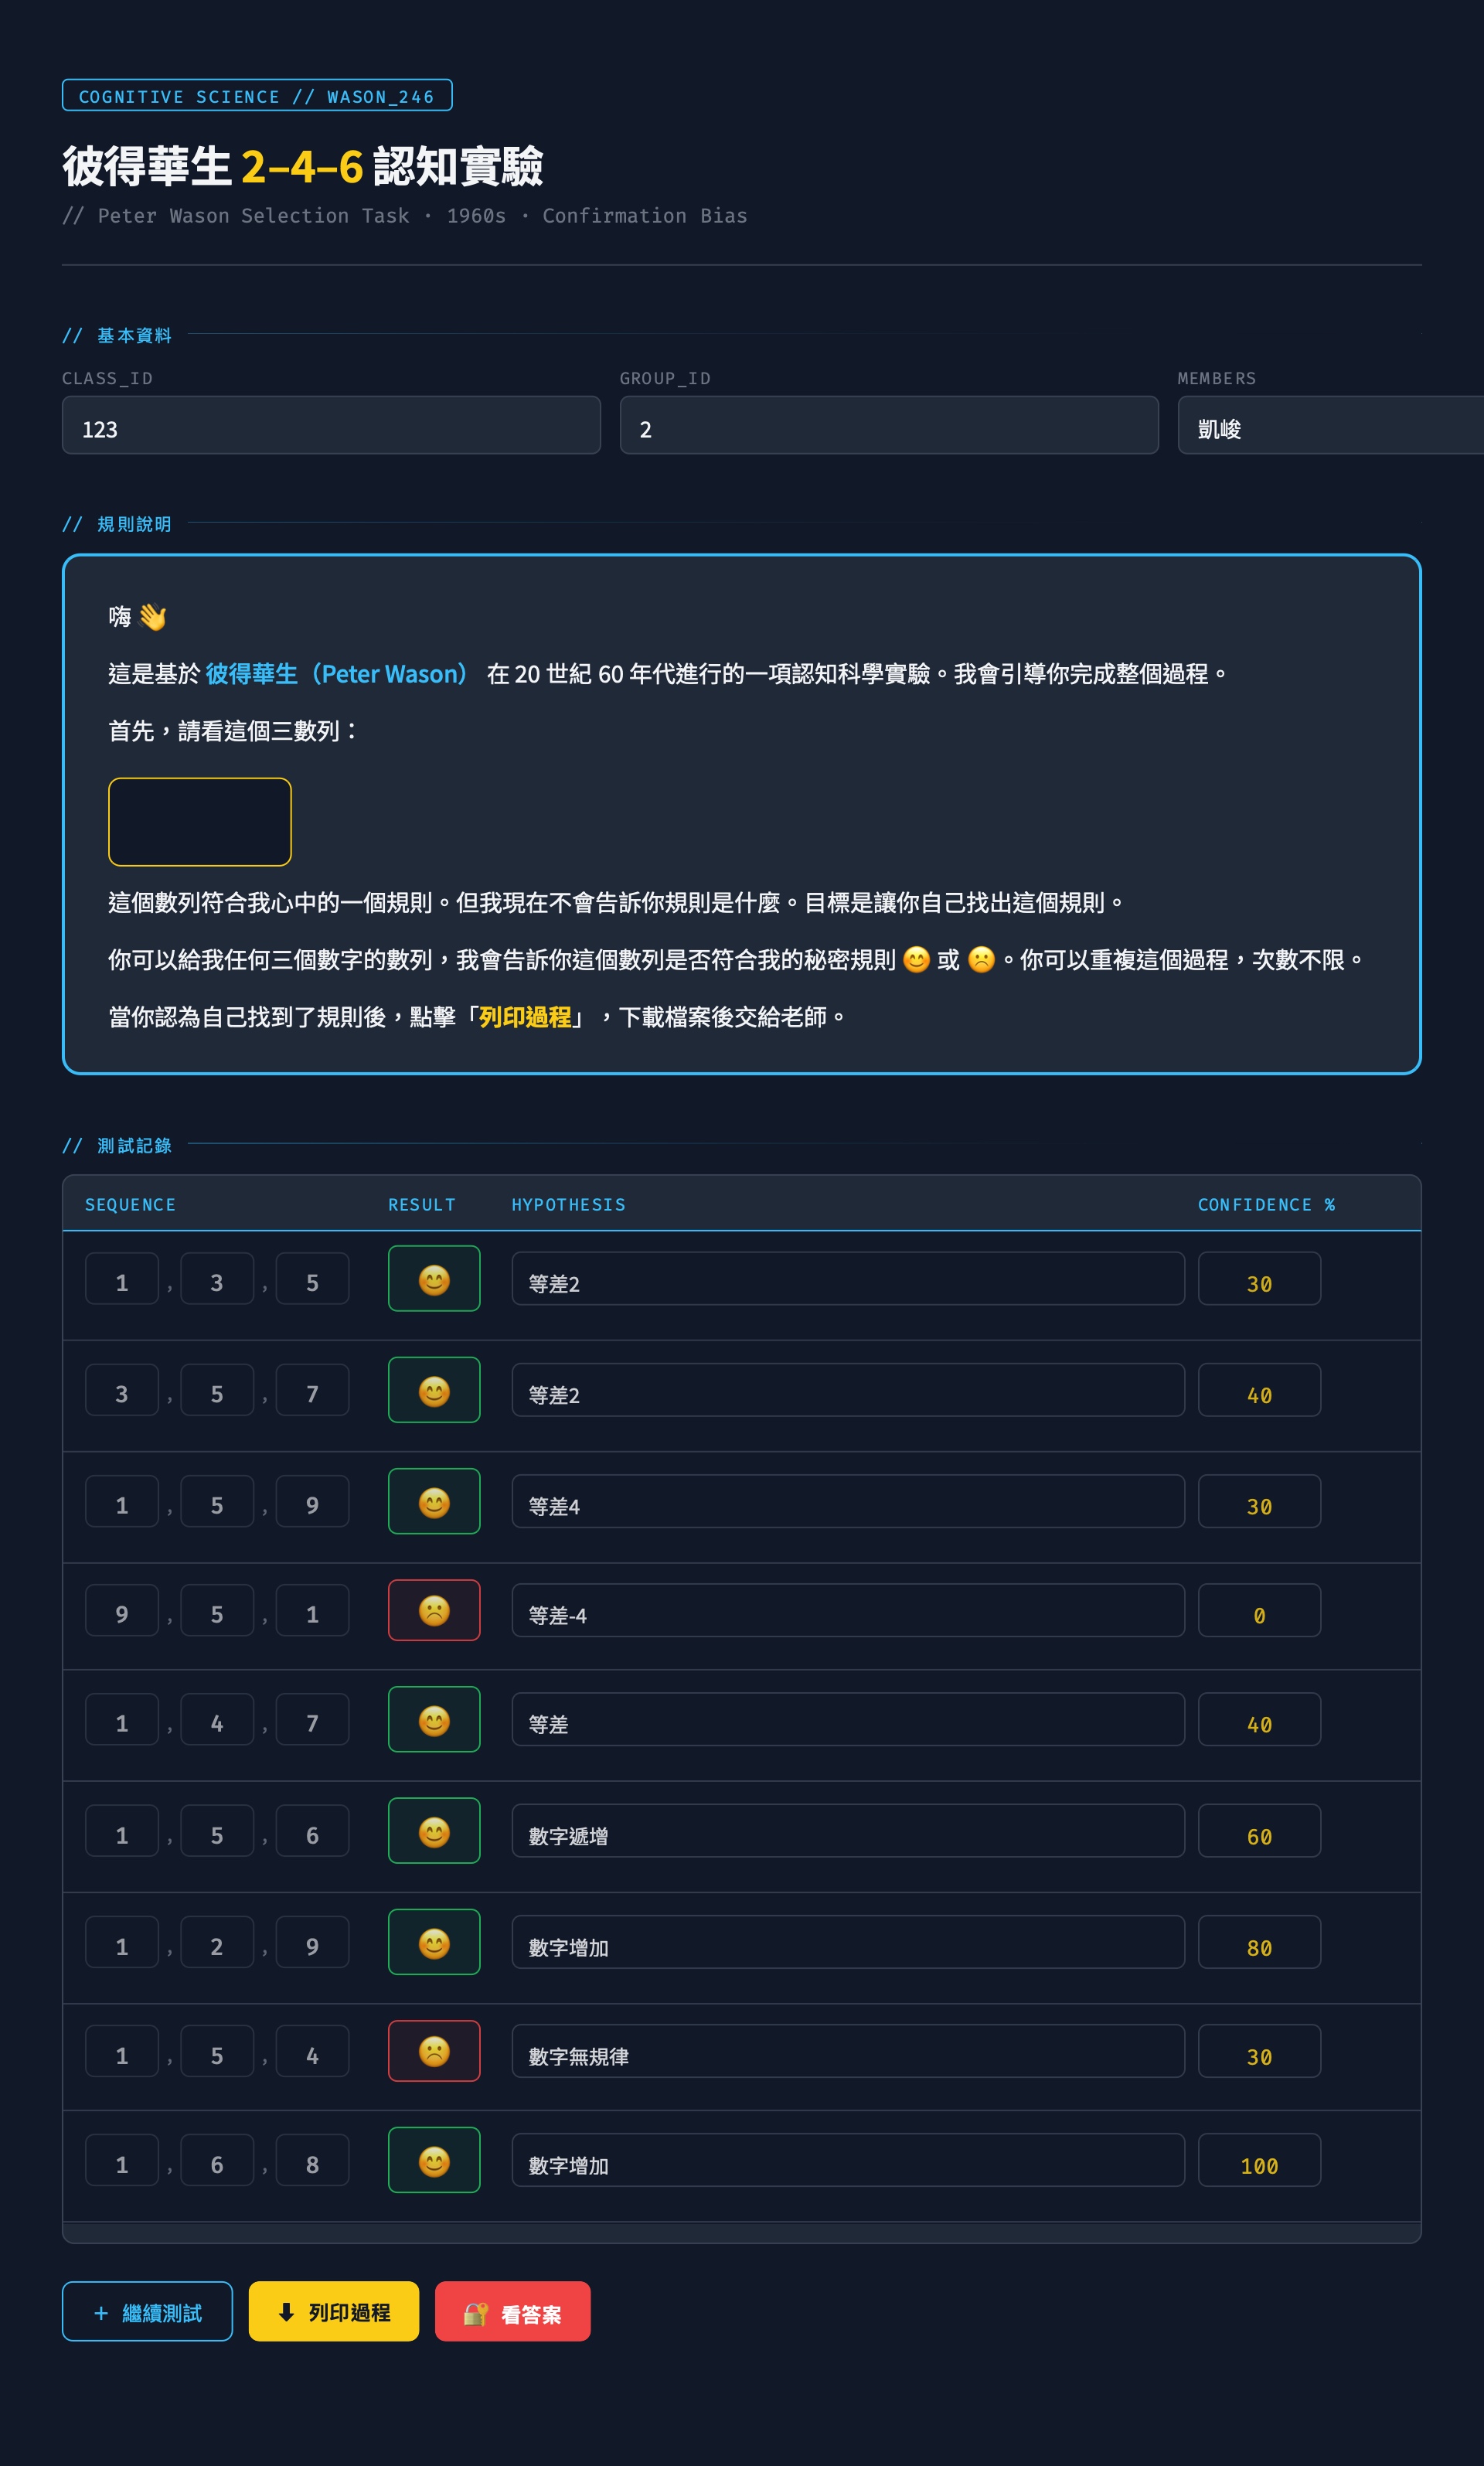 COGNITIVE SCIENCE // WASON_246
彼得華生 2–4–6 認知實驗
// Peter Wason Selection Task · 1960s · Confirmation Bias
// 基本資料
CLASS_ID GROUP_ID MEMBERS
123 2 凱峻
// 規則說明
嗨 👋
這是基於 彼得華生（Peter Wason） 在 20 世紀 60 年代進行的一項認知科學實驗。我會引導你完成整個過程。
首先，請看這個三數列：
這個數列符合我心中的一個規則。但我現在不會告訴你規則是什麼。目標是讓你自己找出這個規則。
你可以給我任何三個數字的數列，我會告訴你這個數列是否符合我的秘密規則 😊 或 ☹️。你可以重複這個過程，次數不限。
當你認為自己找到了規則後，點擊「列印過程」，下載檔案後交給老師。
// 測試記錄
SEQUENCE RESULT HYPOTHESIS CONFIDENCE %
1 , 3 , 5 😊 等差2 30
3 , 5 , 7 😊 等差2 40
1 , 5 , 9 😊 等差4 30
9 , 5 , 1 ☹️ 等差-4 0
1 , 4 , 7 😊 等差 40
1 , 5 , 6 😊 數字遞增 60
1 , 2 , 9 😊 數字增加 80
1 , 5 , 4 ☹️ 數字無規律 30
1 , 6 , 8 😊 數字增加 100
+ 繼續測試 ⬇ 列印過程 🔐 看答案